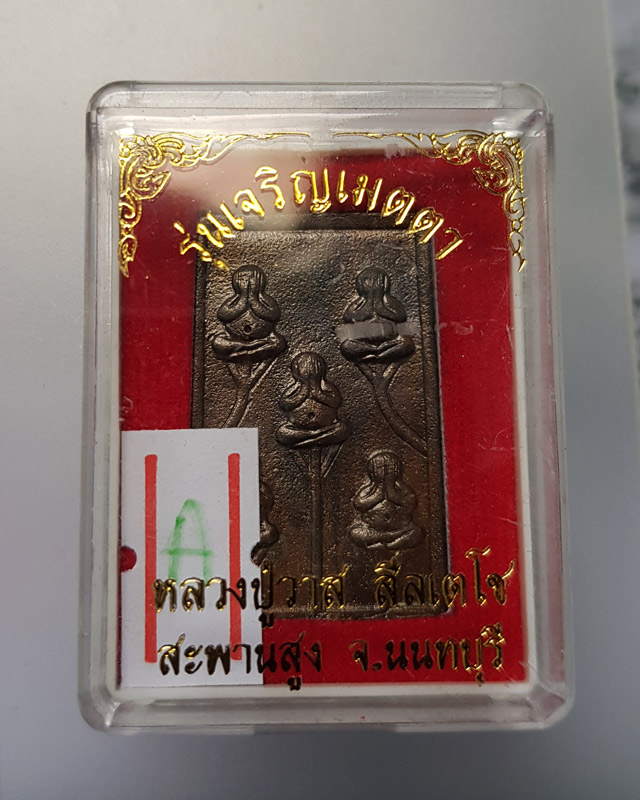 รุ่นเจริญเมตตา
A
หลวงปู่วาส สีลเตโช
สะพานสูง จ.นนทบุรี